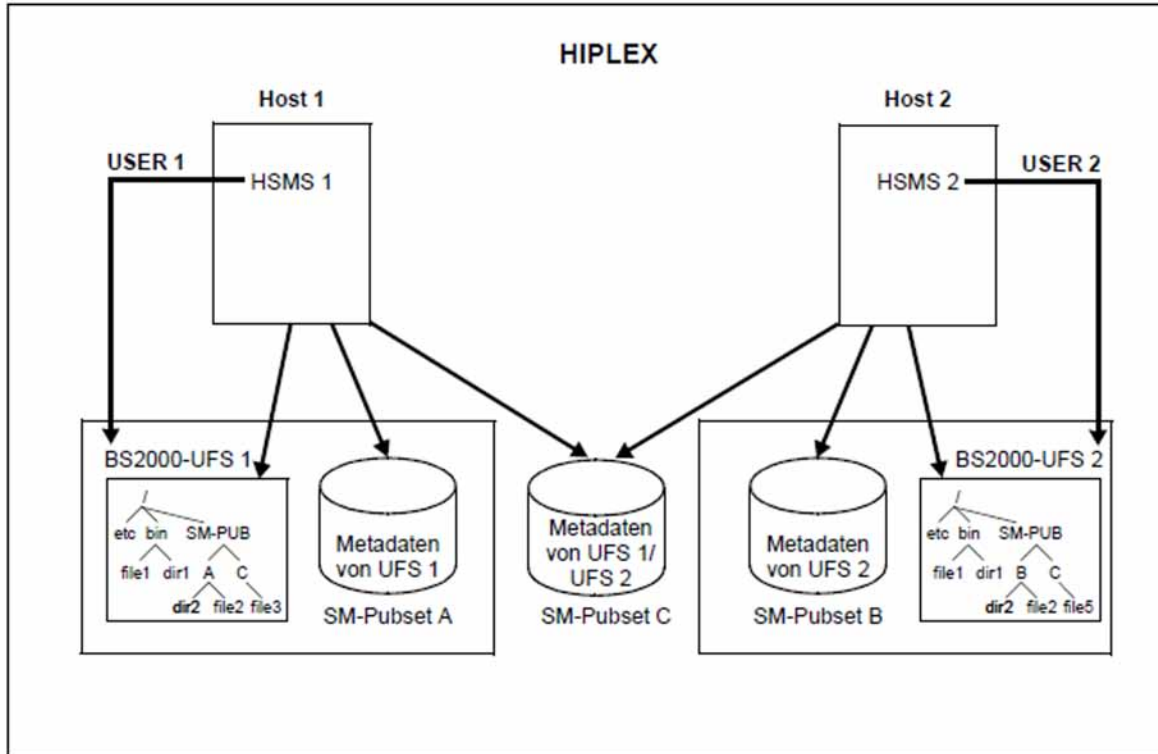 HIPLEX
Host 1
Host 2
USER 1
HSMS 1
HSMS 2
USER 2
BS2000-UFS 1
/
etc bin SM-PUB
file1 dir1 A C
dir2 file2 file3
Metadaten
von UFS 1
SM-Pubset A
Metadaten
von UFS 1/
UFS 2
SM-Pubset C
Metadaten
von UFS 2
SM-Pubset B
BS2000-UFS 2
/
etc bin SM-PUB
file1 dir1 B C
dir2 file2 file5